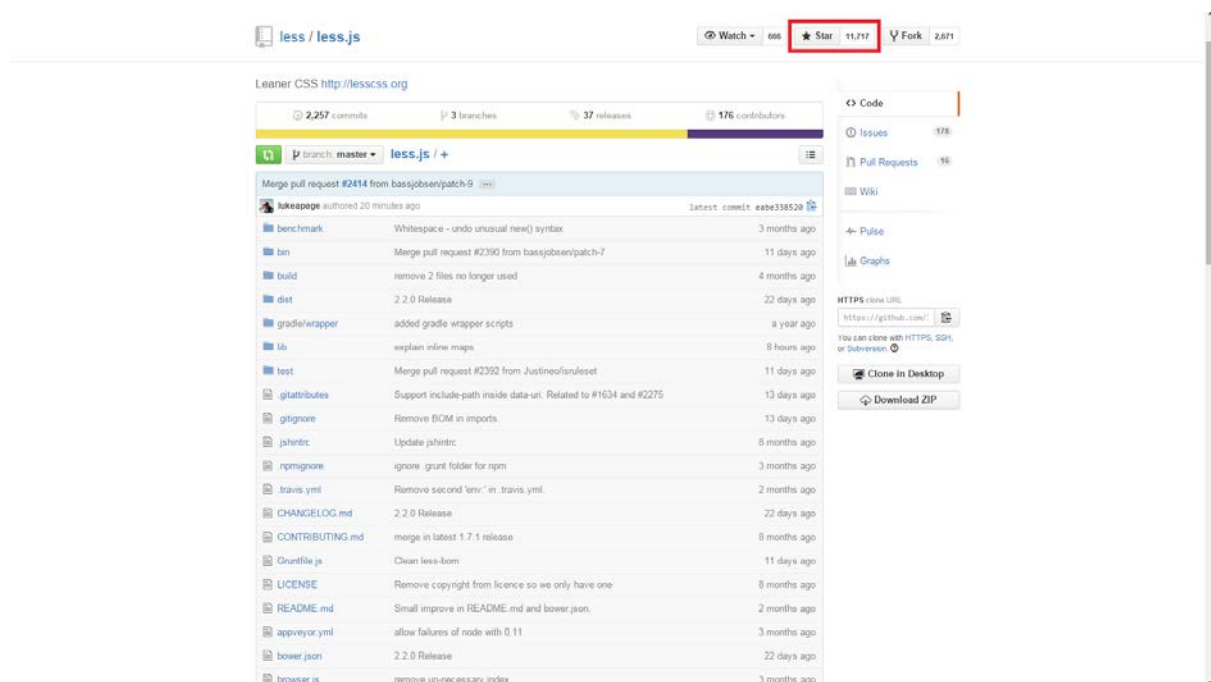 less / less.js
Watch 666 Star 11,717 Fork 2,671
Leaner CSS http://lesscss.org
2,257 commits 3 branches 37 releases 176 contributors
branch: master less.js / +
Merge pull request #2414 from bassjobsen/patch-9
lukeapage authored 20 minutes ago latest commit eabe338520
benchmark Whitespace - undo unusual new() syntax 3 months ago
bin Merge pull request #2390 from bassjobsen/patch-7 11 days ago
build remove 2 files no longer used 4 months ago
dist 2.2.0 Release 22 days ago
gradle/wrapper added gradle wrapper scripts a year ago
lib explain inline maps 8 hours ago
test Merge pull request #2392 from Justineo/isruleset 11 days ago
.gitattributes Support include-path inside data-uri. Related to #1634 and #2275 13 days ago
.gitignore Remove BOM in imports 13 days ago
.jshintrc Update jshintrc 8 months ago
.npmignore ignore .grunt folder for npm 3 months ago
.travis.yml Remove second 'env:' in .travis.yml. 2 months ago
CHANGELOG.md 2.2.0 Release 22 days ago
CONTRIBUTING.md merge in latest 1.7.1 release 8 months ago
Gruntfile.js Clean less-bom 11 days ago
LICENSE Remove copyright from licence so we only have one 8 months ago
README.md Small improve in README.md and bower.json. 2 months ago
appveyor.yml allow failures of node with 0.11 3 months ago
bower.json 2.2.0 Release 22 days ago
browser.js remove un-necessary index 3 months ago
Code
Issues 178
Pull Requests 16
Wiki
Pulse
Graphs
HTTPS clone URL
https://github.com/
You can clone with HTTPS, SSH,
or Subversion.
Clone in Desktop
Download ZIP